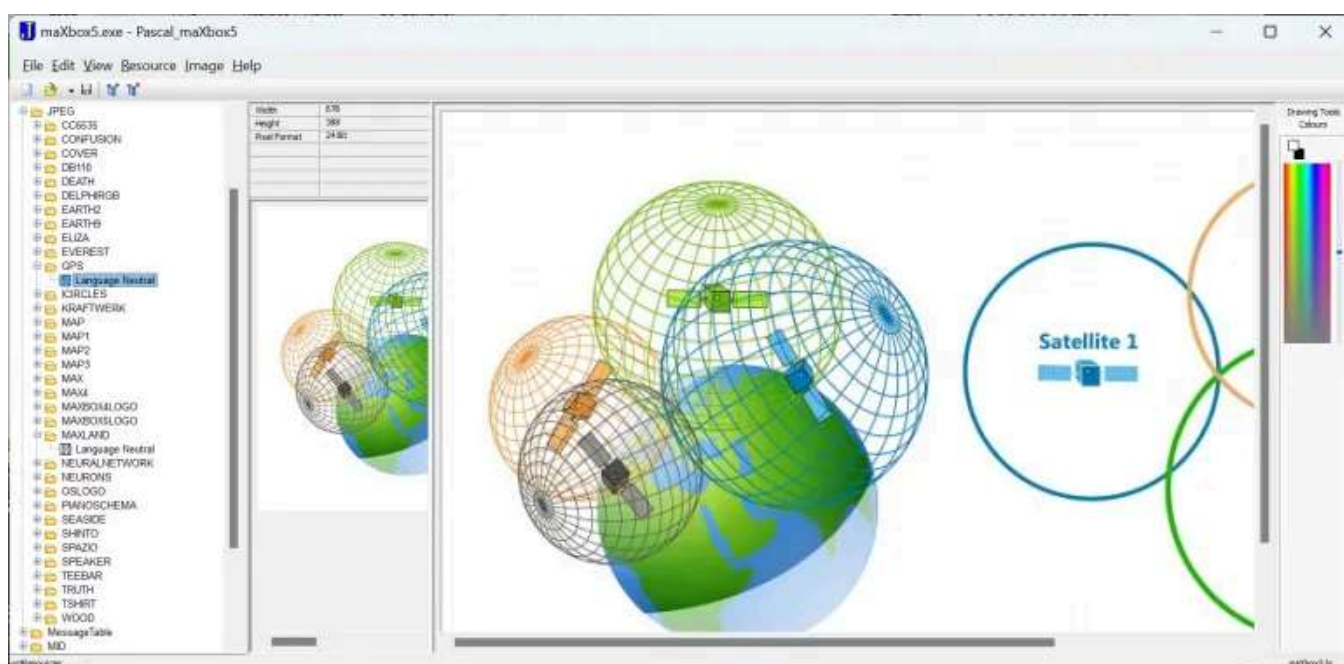 maXbox5.exe - Pascal_maXbox5
File Edit View Resource Image Help
JPEG
CC6535
CONFUSION
COVER
DB110
DEATH
DELPHIRGB
EARTH2
EARTH9
ELIZA
EVEREST
GPS
Language Neutral
KIRCLES
KRAFTWERK
MAP
MAP1
MAP2
MAP3
MAX
MAX4
MAXBOX4LOGO
MAXBOX5LOGO
MAXLAND
Language Neutral
NEURALNETWORK
NEURONS
OSLOGO
PIANOSCHEMA
SEASIDE
SHINTO
SPAZIO
SPEAKER
TEEBAR
TRUTH
TSHIRT
WOOD
MessageTable
MID
Width 678
Height 388
Pixel Format 24 Bit
Satellite 1
Drawing Tools
Colours